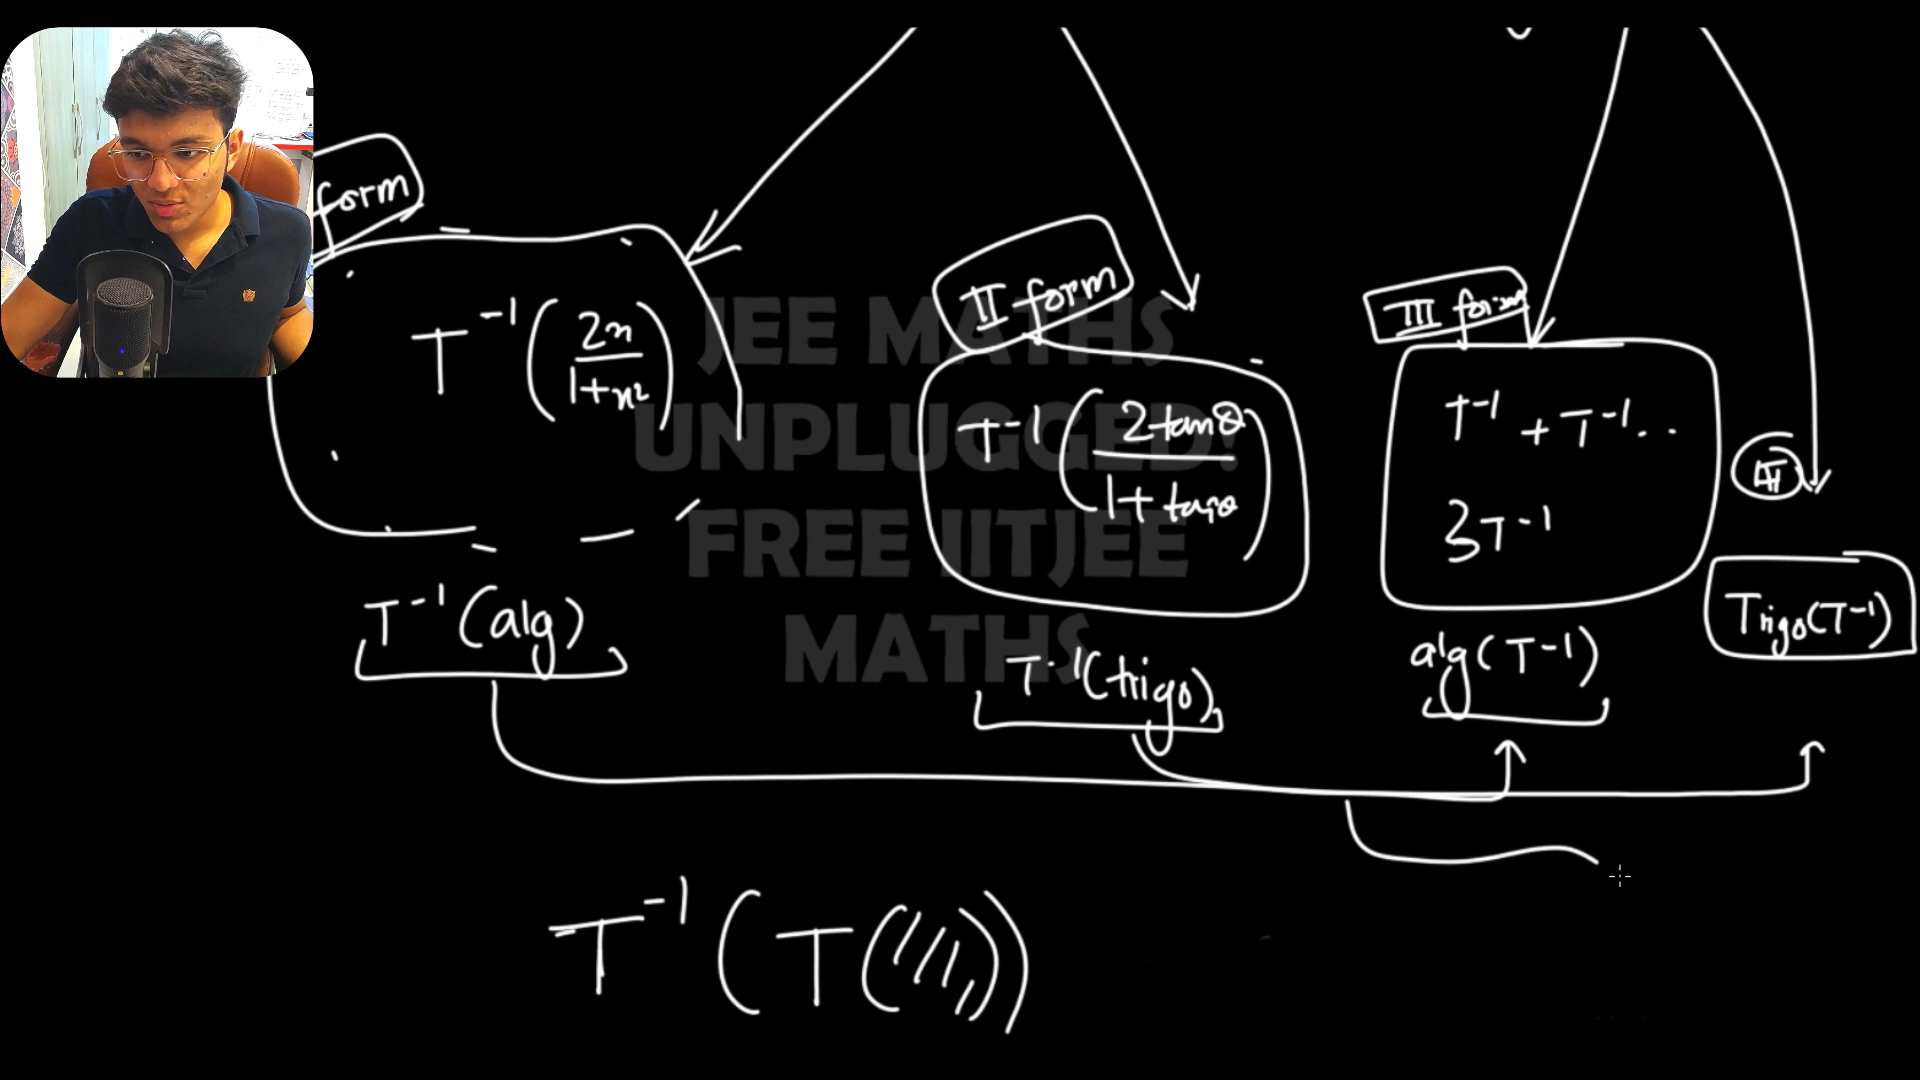 form
T⁻¹(2x/1+x²)
T⁻¹(alg)
II form
T⁻¹(2tanθ/1+tan²θ)
T⁻¹(trigo)
III form
T⁻¹ + T⁻¹..
3T⁻¹
alg(T⁻¹)
IV
Trigo(T⁻¹)
T⁻¹(T(///))
JEE MATHS
UNPLUGGED!
FREE IITJEE
MATHS